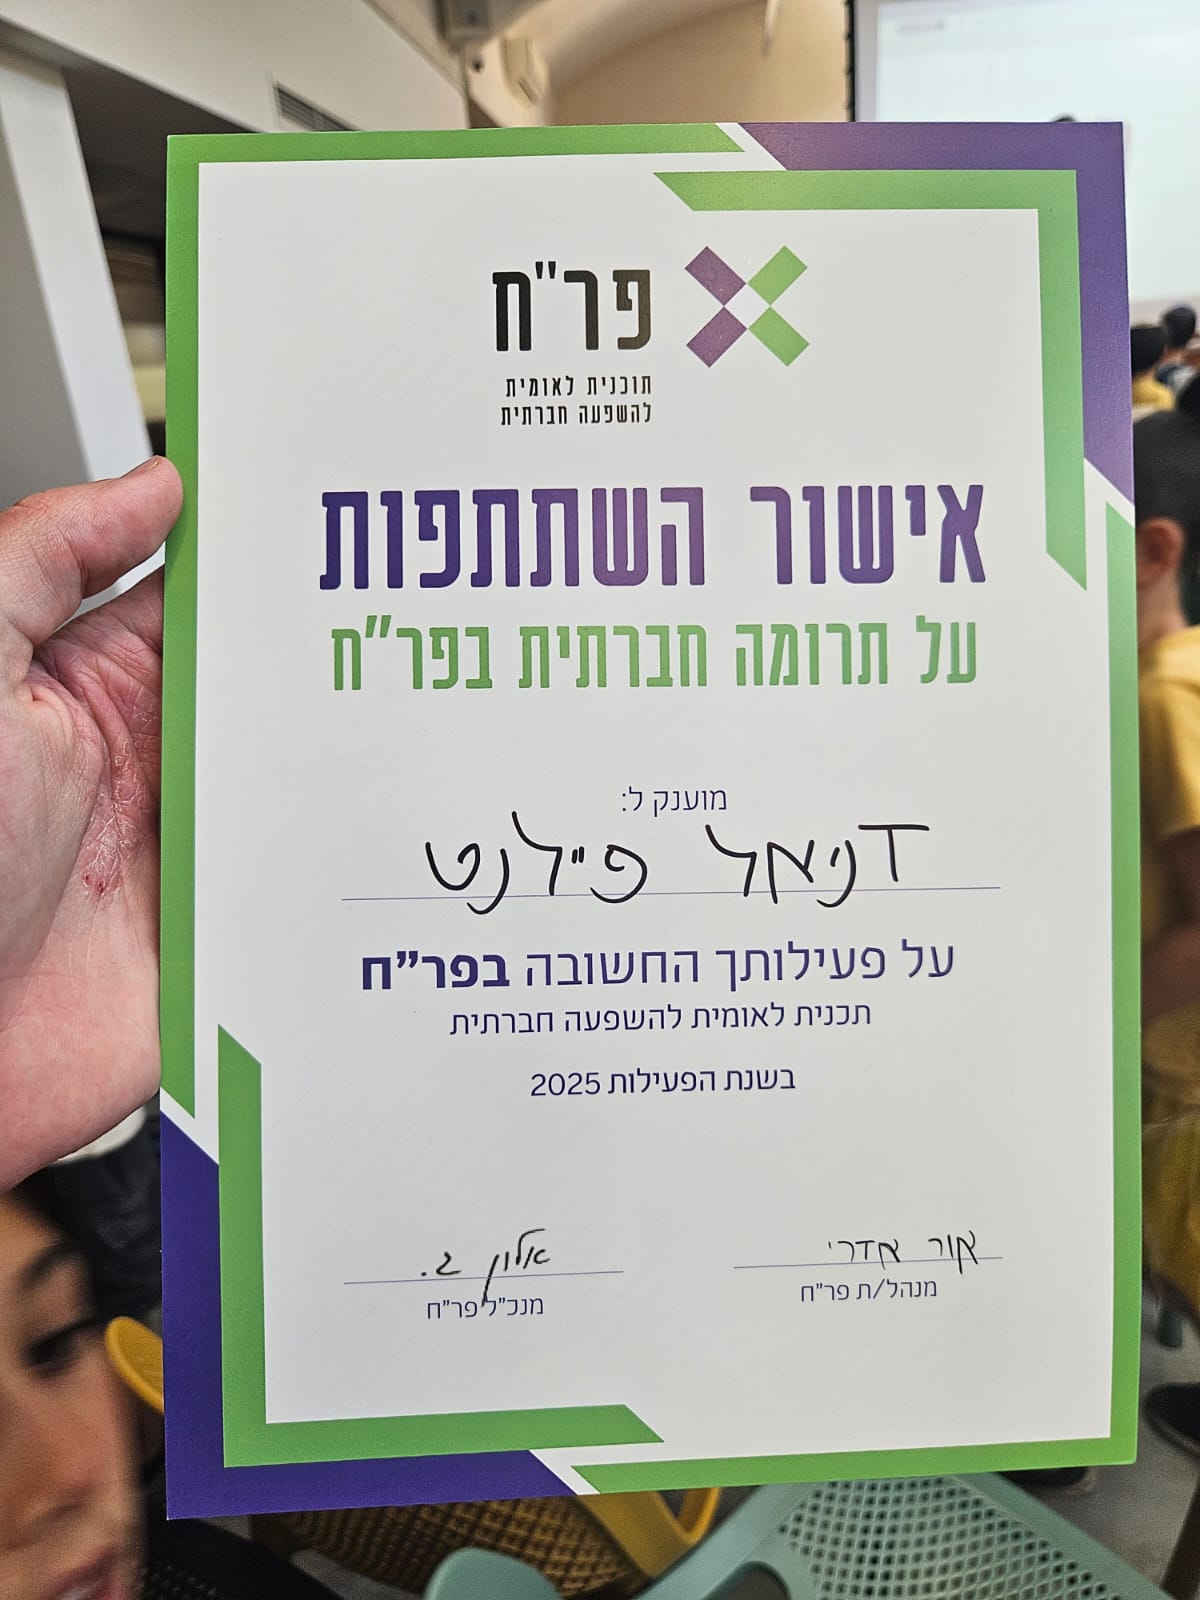 פר"ח
תוכנית לאומית
להשפעה חברתית
אישור השתתפות
על תרומה חברתית בפר"ח
מוענק ל:
דניאל פיילנט
על פעילותך החשובה בפר"ח
תכנית לאומית להשפעה חברתית
בשנת הפעילות 2025
אור אדרי
מנהל/ת פר"ח
אלון ג.
מנכ"ל פר"ח